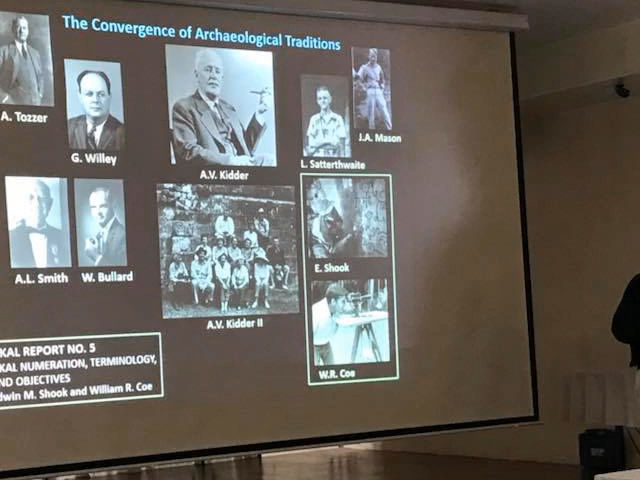 The Convergence of Archaeological Traditions
A. Tozzer
G. Willey
A.V. Kidder
L. Satterthwaite
J.A. Mason
A.L. Smith
W. Bullard
A.V. Kidder II
E. Shook
W.R. Coe
KAL REPORT NO. 5
KAL NUMERATION, TERMINOLOGY,
ND OBJECTIVES
dwin M. Shook and William R. Coe